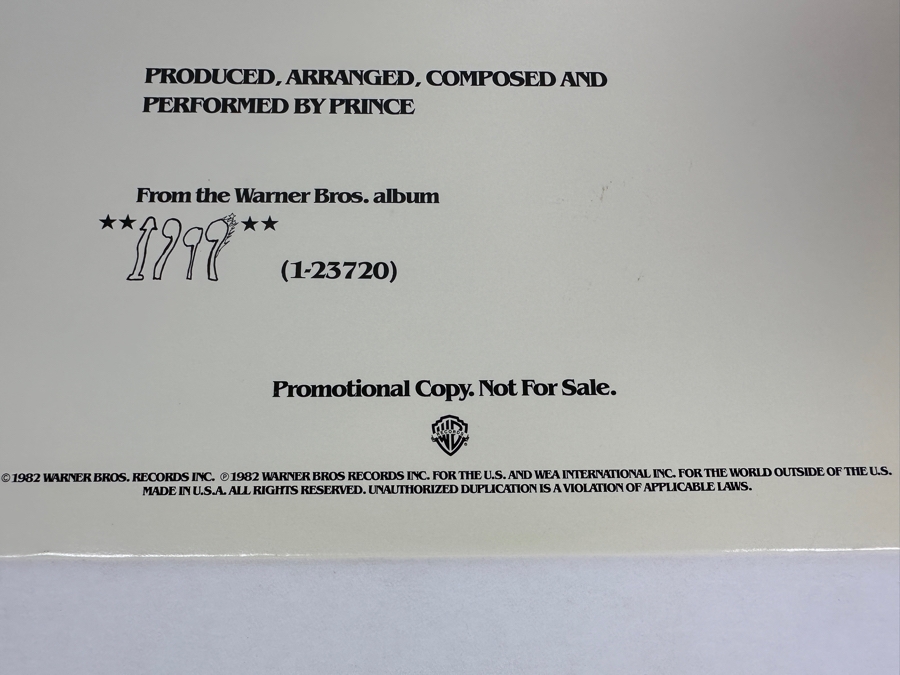 PRODUCED, ARRANGED, COMPOSED AND
PERFORMED BY PRINCE
From the Warner Bros. album
★★1999★★
(1-23720)
Promotional Copy. Not For Sale.
WB
RECORDS
®
©1982 WARNER BROS. RECORDS INC. ℗1982 WARNER BROS RECORDS INC. FOR THE U.S. AND WEA INTERNATIONAL INC. FOR THE WORLD OUTSIDE OF THE U.S.
MADE IN U.S.A. ALL RIGHTS RESERVED. UNAUTHORIZED DUPLICATION IS A VIOLATION OF APPLICABLE LAWS.